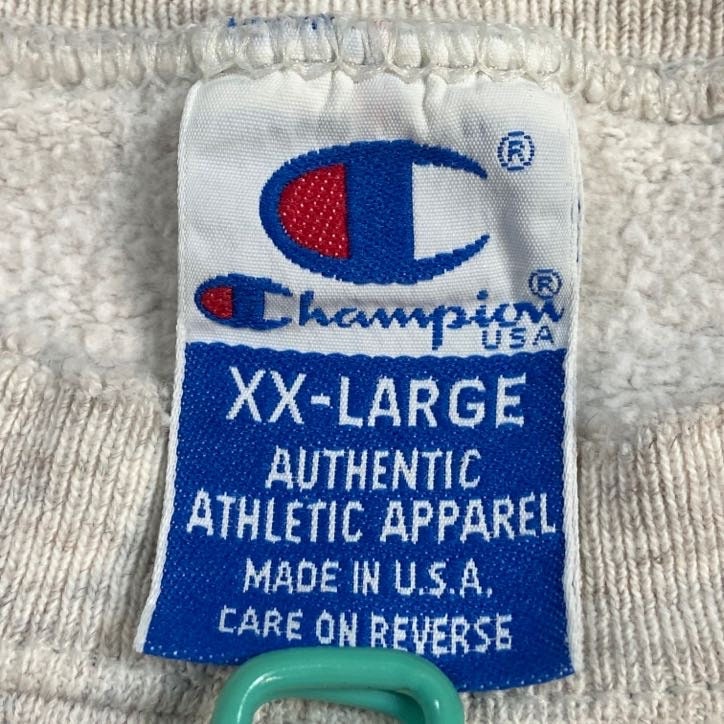 ®
Champion®
USA
XX-LARGE
AUTHENTIC
ATHLETIC APPAREL
MADE IN U.S.A.
CARE ON REVERSE